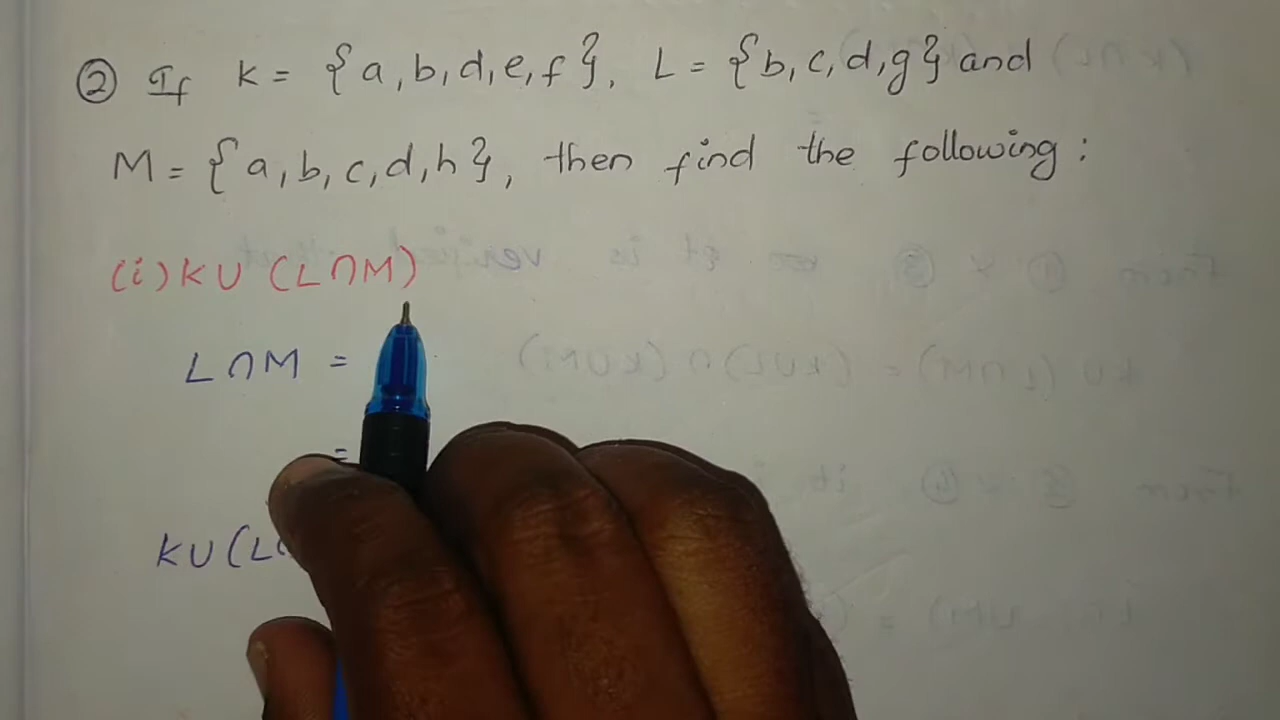 ② If K = {a, b, d, e, f}, L = {b, c, d, g} and
M = {a, b, c, d, h}, then find the following :
(i) K ∪ (L ∩ M)
L ∩ M =
=
K ∪ (L